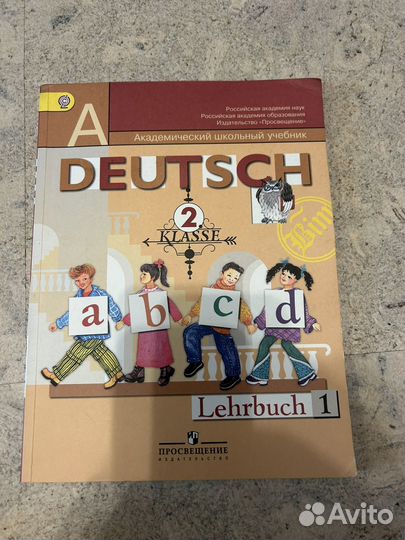 Российская академия наук
Российская академия образования
Издательство «Просвещение»
А
Академический школьный учебник
DEUTSCH
2.
KLASSE
Bim
a b c d
Lehrbuch 1
ПРОСВЕЩЕНИЕ
ИЗДАТЕЛЬСТВО
Avito